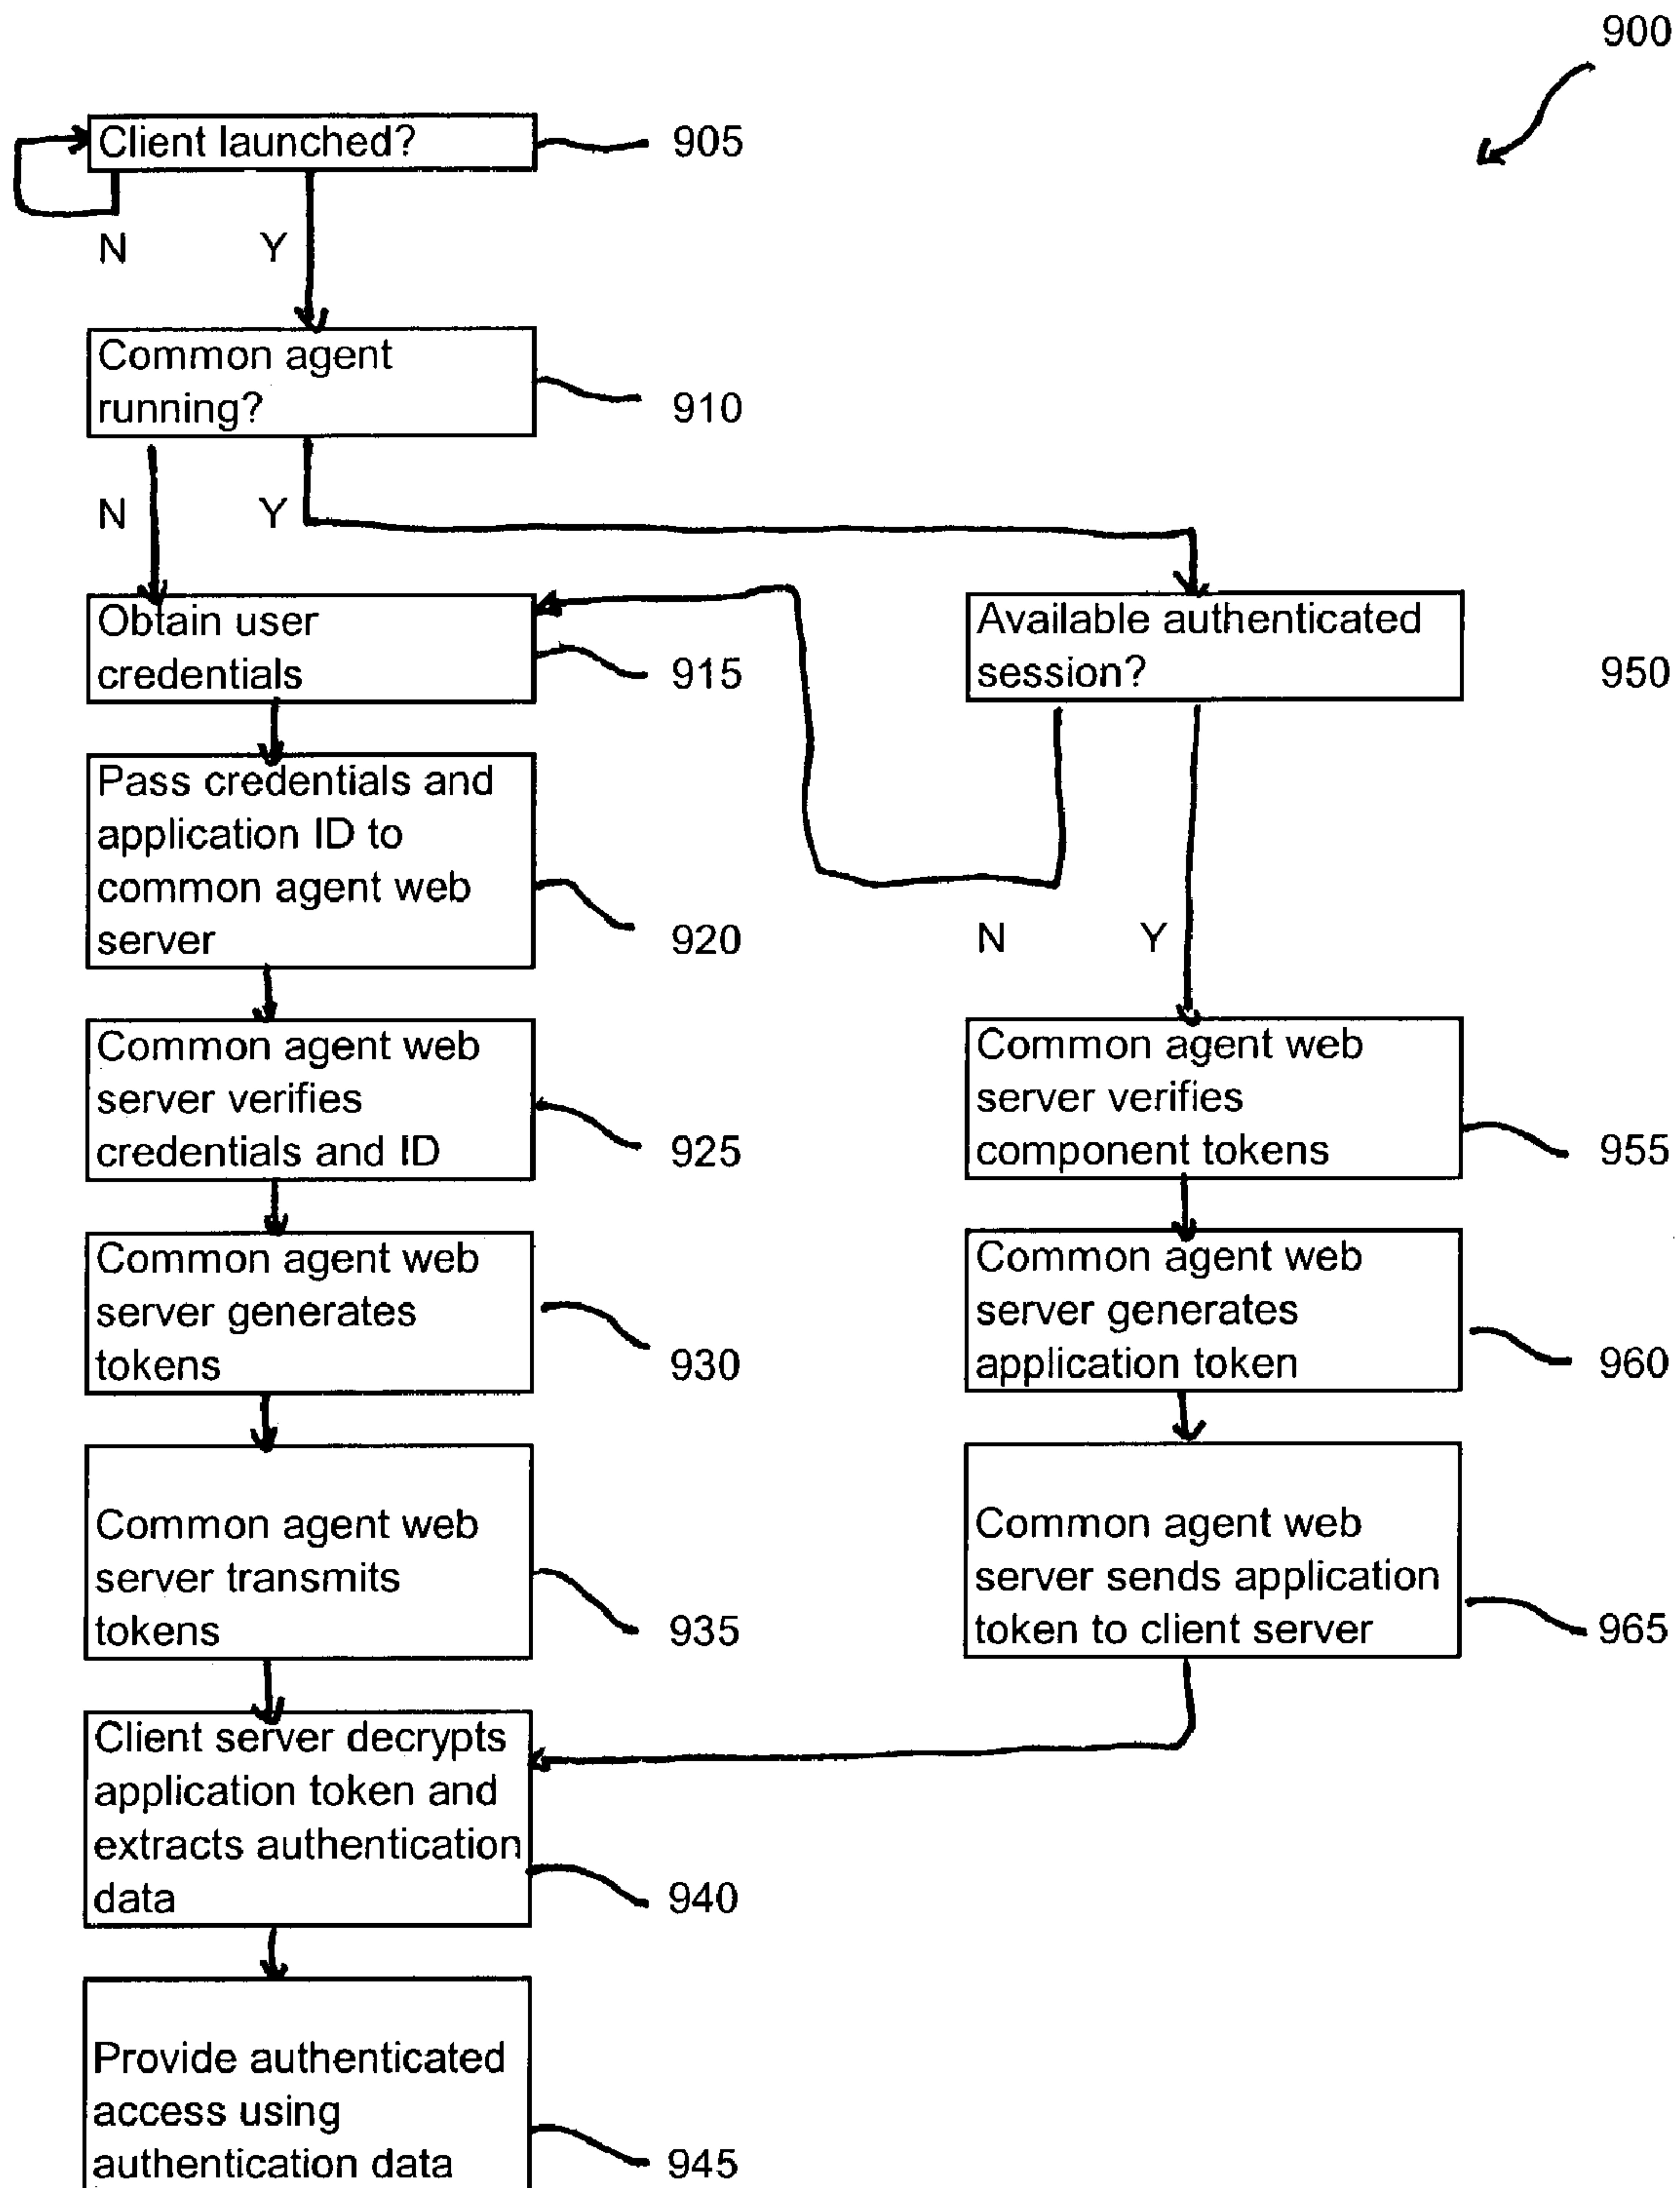 900
Client launched?
905
N
Y
Common agent
running?
910
N
Y
Obtain user
credentials
915
Available authenticated
session?
950
Pass credentials and
application ID to
common agent web
server
920
N
Y
Common agent web
server verifies
credentials and ID
925
Common agent web
server verifies
component tokens
955
Common agent web
server generates
tokens
930
Common agent web
server generates
application token
960
Common agent web
server transmits
tokens
935
Common agent web
server sends application
token to client server
965
Client server decrypts
application token and
extracts authentication
data
940
Provide authenticated
access using
authentication data
945